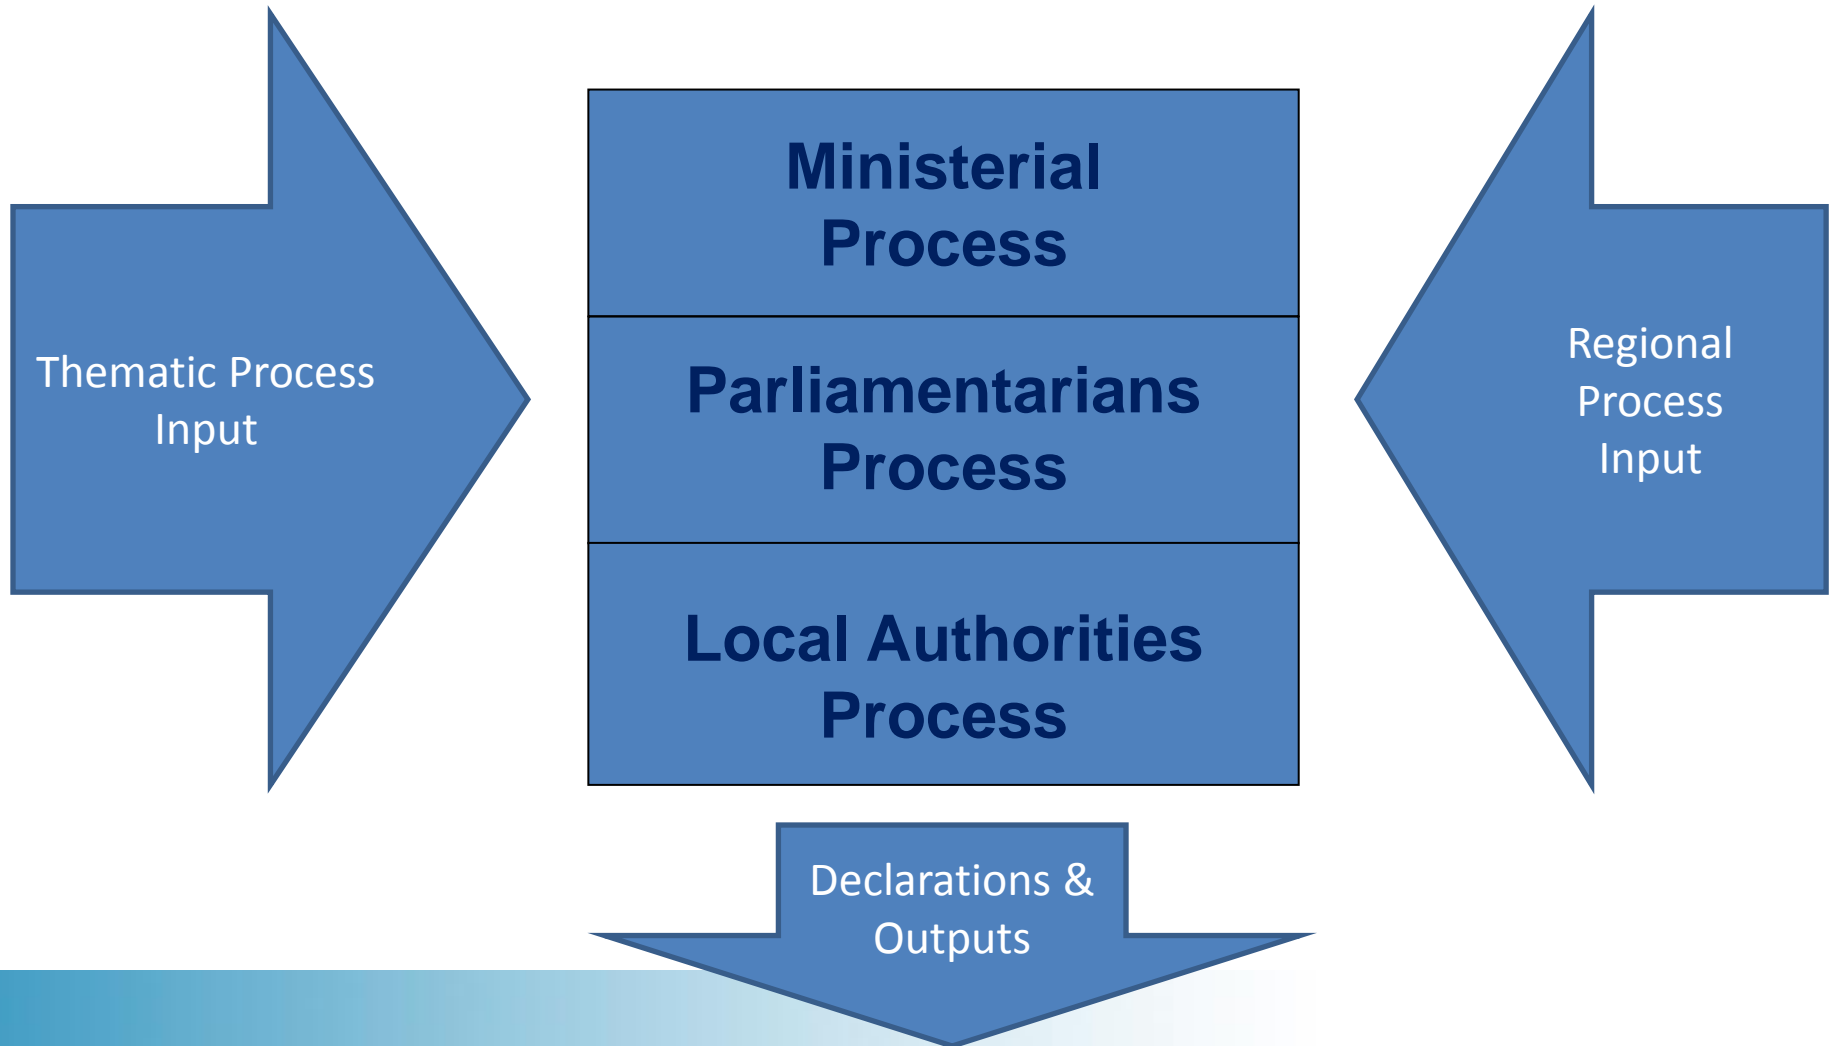 Thematic Process
Input
Ministerial
Process
Parliamentarians
Process
Local Authorities
Process
Regional
Process
Input
Declarations &
Outputs